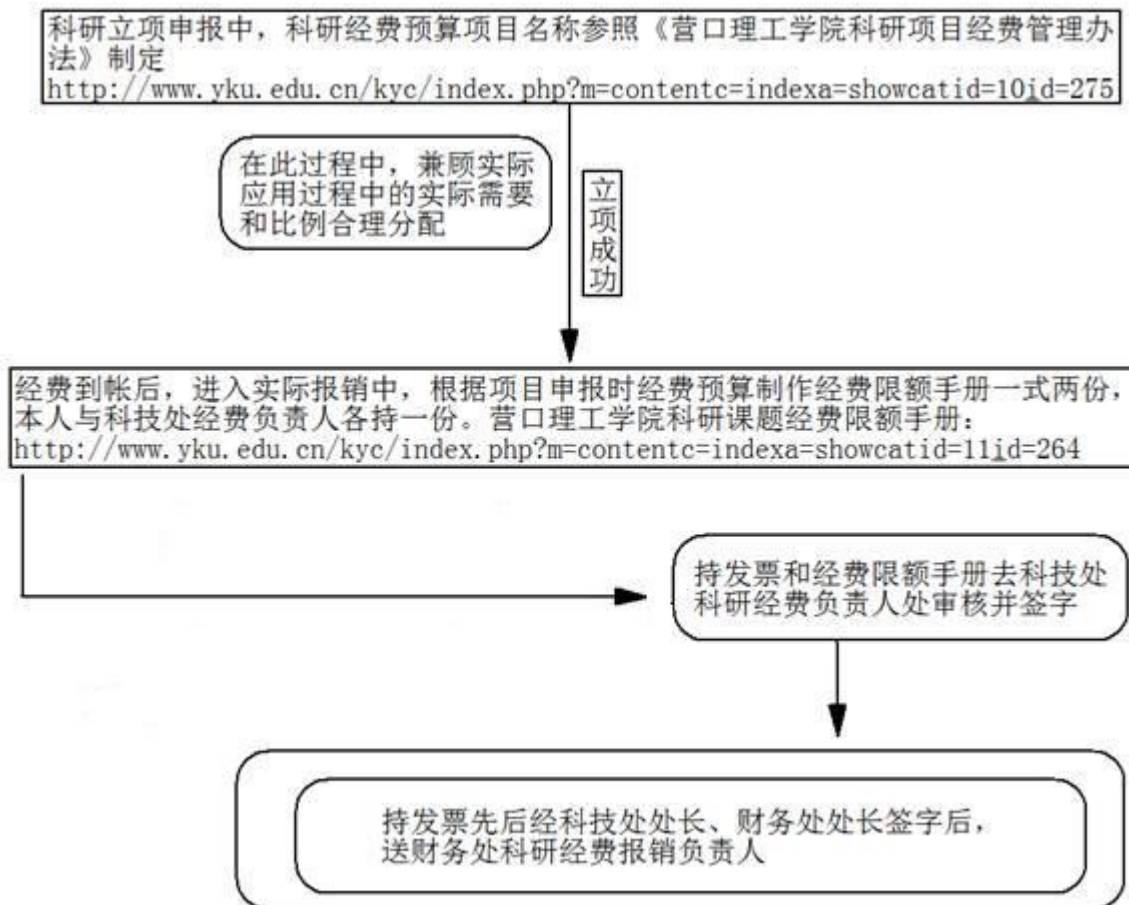 科研立项申报中，科研经费预算项目名称参照《营口理工学院科研项目经费管理办
法》制定
http://www.yku.edu.cn/kyc/index.php?m=contentc=indexa=showcatid=10id=275
在此过程中，兼顾实际
应用过程中的实际需要
和比例合理分配
立项成功
经费到帐后，进入实际报销中，根据项目申报时经费预算制作经费限额手册一式两份，
本人与科技处经费负责人各持一份。营口理工学院科研课题经费限额手册：
http://www.yku.edu.cn/kyc/index.php?m=contentc=indexa=showcatid=11id=264
持发票和经费限额手册去科技处
科研经费负责人处审核并签字
持发票先后经科技处处长、财务处处长签字后，
送财务处科研经费报销负责人